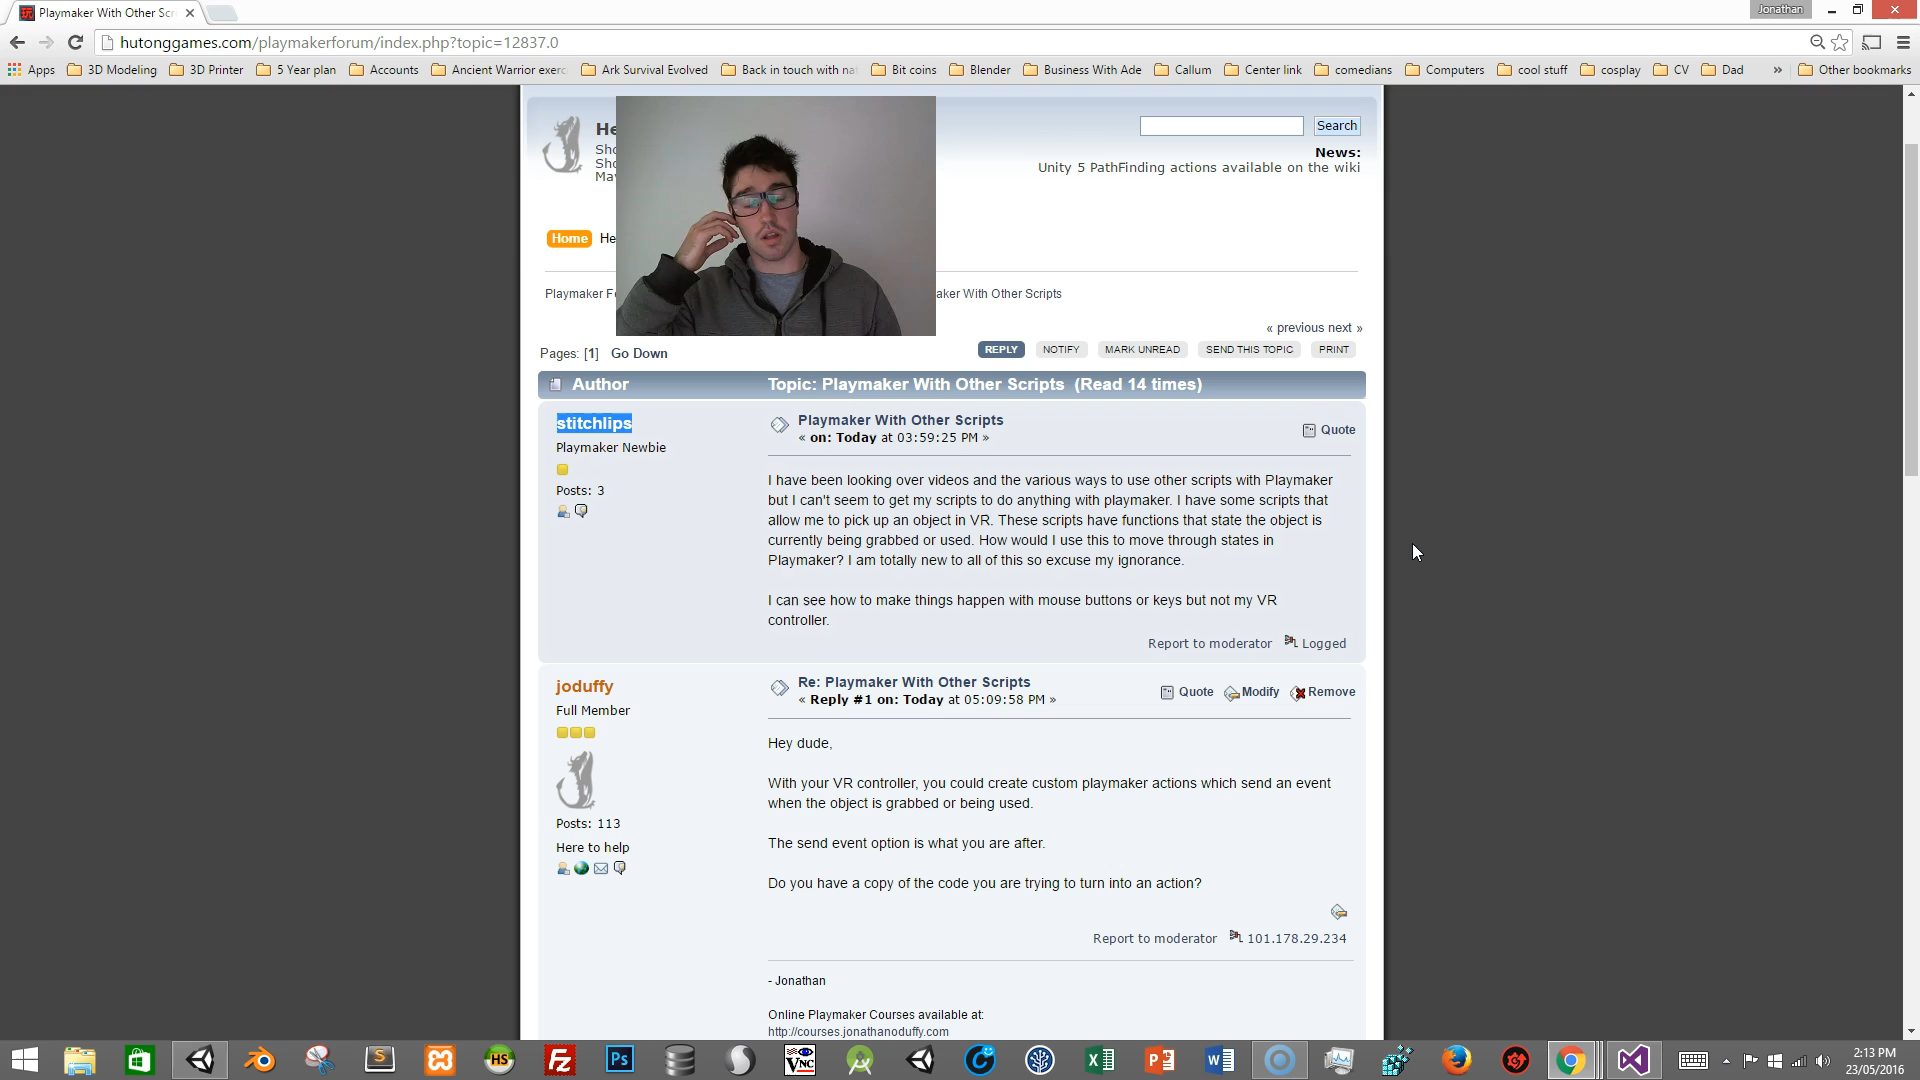 Playmaker With Other Scr
Jonathan
hutonggames.com/playmakerforum/index.php?topic=12837.0
Apps 3D Modeling 3D Printer 5 Year plan Accounts Ancient Warrior exerc Ark Survival Evolved Back in touch with nat Bit coins Blender Business With Ade Callum Center link comedians Computers cool stuff cosplay CV Dad » Other bookmarks
He
Search
Sho
News:
Sho
Unity 5 PathFinding actions available on the wiki
May
Home He
Playmaker F aker With Other Scripts
« previous next »
Pages: [1] Go Down REPLY NOTIFY MARK UNREAD SEND THIS TOPIC PRINT
Author Topic: Playmaker With Other Scripts (Read 14 times)
stitchlips
Playmaker Newbie
Posts: 3
Playmaker With Other Scripts
« on: Today at 03:59:25 PM »
Quote
I have been looking over videos and the various ways to use other scripts with Playmaker
but I can't seem to get my scripts to do anything with playmaker. I have some scripts that
allow me to pick up an object in VR. These scripts have functions that state the object is
currently being grabbed or used. How would I use this to move through states in
Playmaker? I am totally new to all of this so excuse my ignorance.
I can see how to make things happen with mouse buttons or keys but not my VR
controller.
Report to moderator Logged
joduffy
Full Member
Posts: 113
Here to help
Re: Playmaker With Other Scripts
« Reply #1 on: Today at 05:09:58 PM »
Quote Modify Remove
Hey dude,
With your VR controller, you could create custom playmaker actions which send an event
when the object is grabbed or being used.
The send event option is what you are after.
Do you have a copy of the code you are trying to turn into an action?
Report to moderator 101.178.29.234
- Jonathan
Online Playmaker Courses available at:
http://courses.jonathanoduffy.com
2:13 PM
23/05/2016